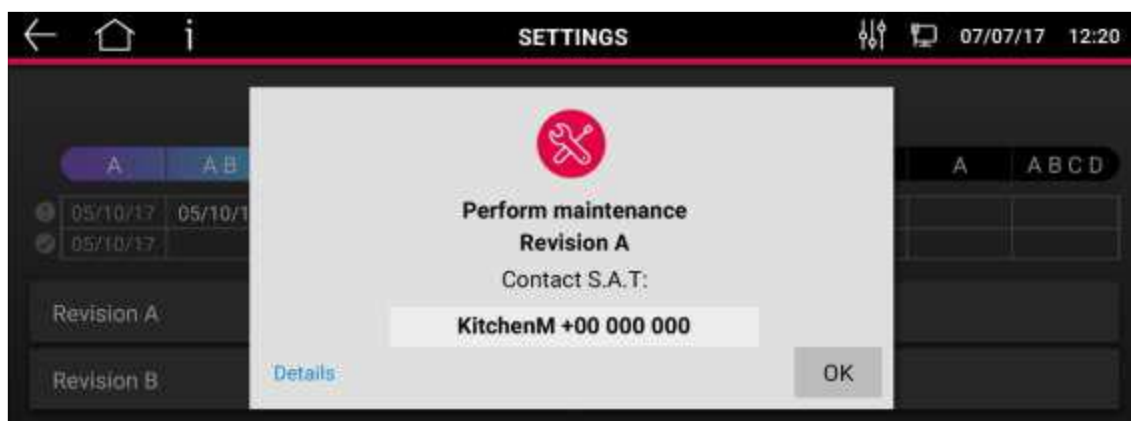 SETTINGS 07/07/17 12:20
A A B A A B C D
05/10/17 05/10/1
05/10/17
Perform maintenance
Revision A
Contact S.A.T:
KitchenM +00 000 000
Details OK
Revision A
Revision B